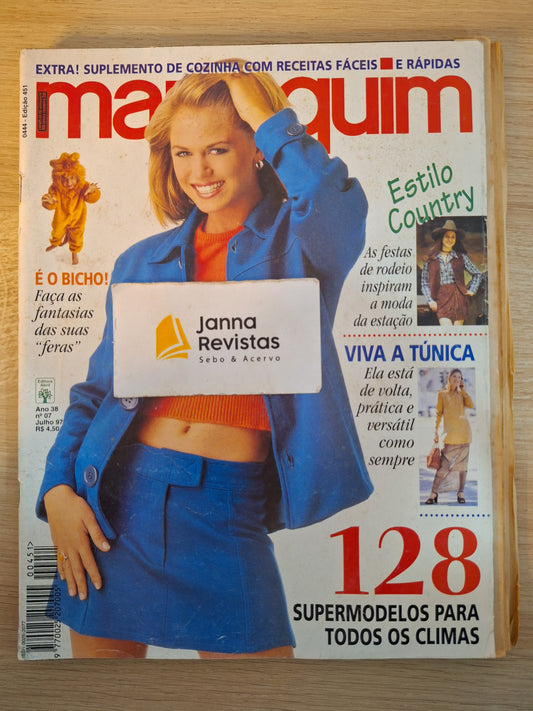 EXTRA! SUPLEMENTO DE COZINHA COM RECEITAS FÁCEIS E RÁPIDAS
manequim
0444 - Edição 451
Estilo
Country
As festas
de rodeio
inspiram
a moda
da estação
É O BICHO!
Faça as
fantasias
das suas
"feras"
Janna
Revistas
Sebo & Acervo
VIVA A TÚNICA
Ela está
de volta,
prática e
versátil
como
sempre
Editora
Abril
Ano 38
nº 07
Julho 97
R$ 4,50
128
SUPERMODELOS PARA
TODOS OS CLIMAS
00451>